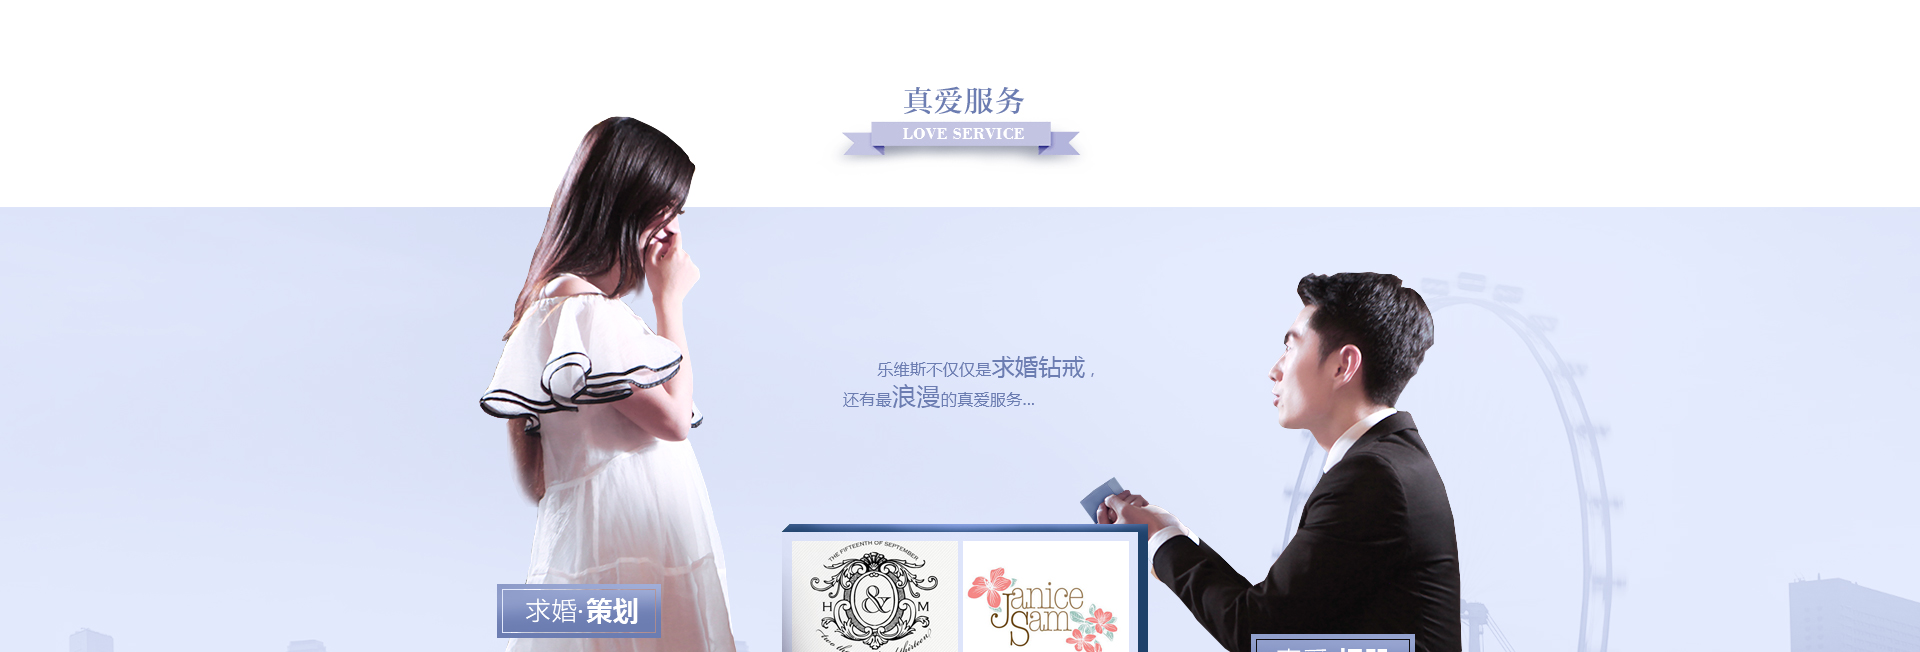 真爱服务
LOVE SERVICE
乐维斯不仅仅是求婚钻戒，
还有最浪漫的真爱服务...
THE FIFTEENTH OF SEPTEMBER
H & M
Janice
Sam
求婚·策划